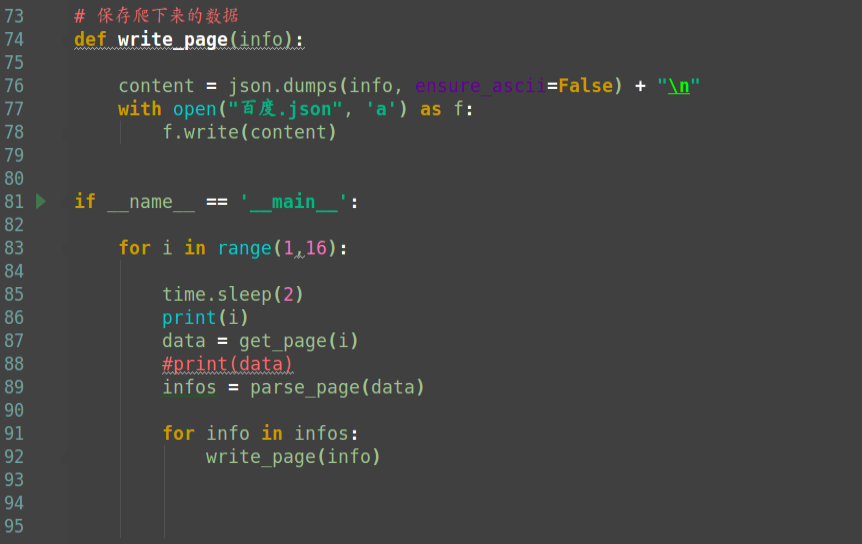 73 # 保存爬下来的数据
74 def write_page(info):
75
76     content = json.dumps(info, ensure_ascii=False) + "\n"
77     with open("百度.json", 'a') as f:
78         f.write(content)
79
80
81 if __name__ == '__main__':
82
83     for i in range(1,16):
84
85         time.sleep(2)
86         print(i)
87         data = get_page(i)
88         #print(data)
89         infos = parse_page(data)
90
91         for info in infos:
92             write_page(info)
93
94
95